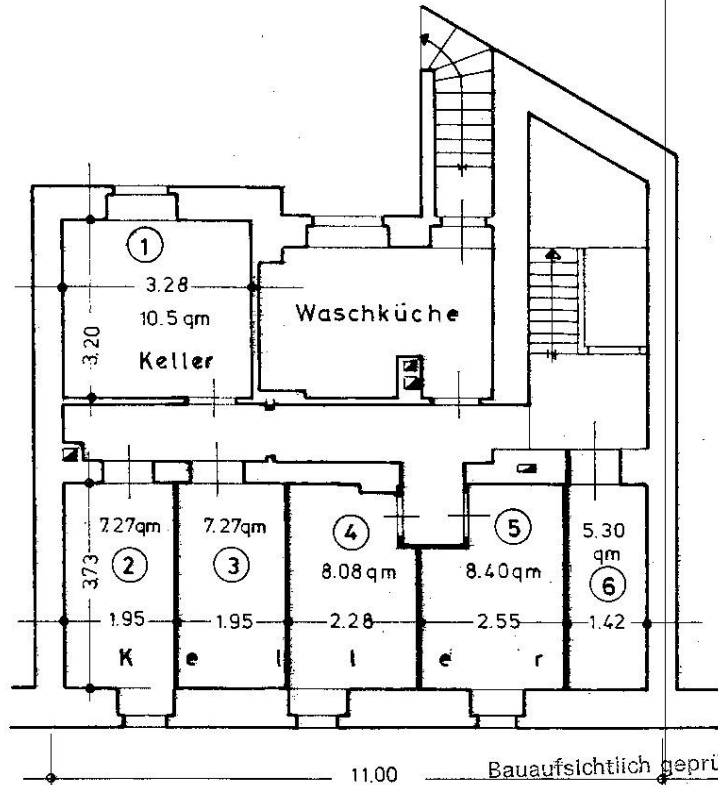 1
3.28
10.5 qm
3.20
Keller
Waschküche
7.27qm
7.27qm
4
5
5.30
qm
2
3
8.08qm
8.40qm
6
3.73
1.95
1.95
2.28
2.55
1.42
K e l l e r
11.00
Bauaufsichtlich geprü